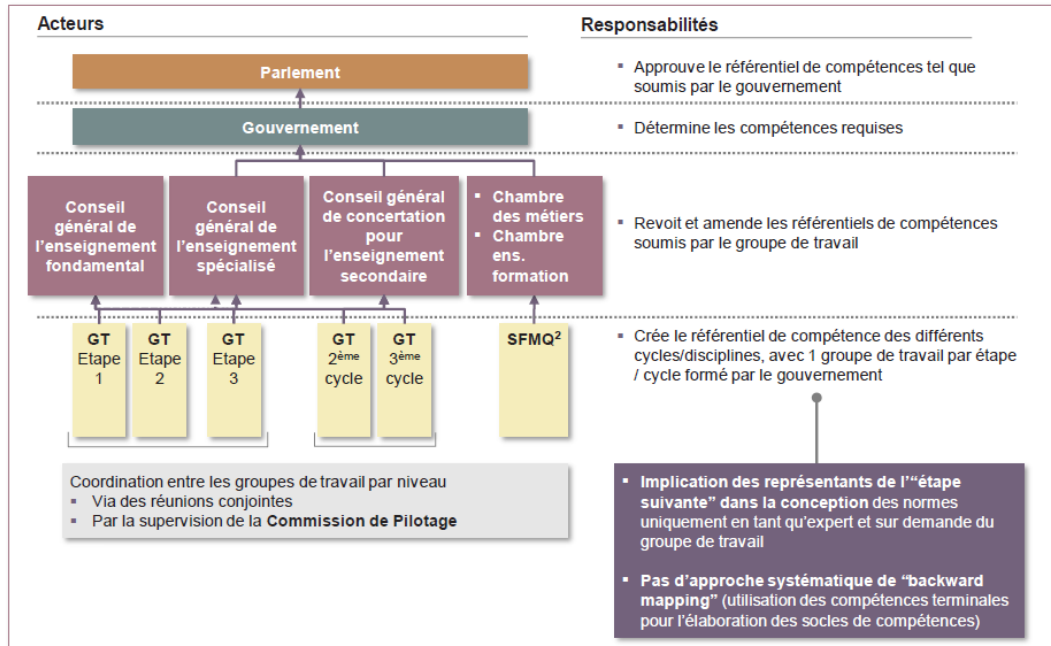 Acteurs
Responsabilités
Parlement
▪ Approuve le référentiel de compétences tel que
soumis par le gouvernement
Gouvernement
▪ Détermine les compétences requises
Conseil
général de
l'enseignement
fondamental
Conseil
général de
l'enseignement
spécialisé
Conseil général
de concertation
pour
l'enseignement
secondaire
▪ Chambre
des métiers
▪ Chambre
ens.
formation
▪ Revoit et amende les référentiels de compétences
soumis par le groupe de travail
GT
Etape
1
GT
Etape
2
GT
Etape
3
GT
2ème
cycle
GT
3ème
cycle
SFMQ²
▪ Crée le référentiel de compétence des différents
cycles/disciplines, avec 1 groupe de travail par étape
/ cycle formé par le gouvernement
Coordination entre les groupes de travail par niveau
▪ Via des réunions conjointes
▪ Par la supervision de la Commission de Pilotage
▪ Implication des représentants de l'"étape
suivante" dans la conception des normes
uniquement en tant qu'expert et sur demande du
groupe de travail
▪ Pas d'approche systématique de "backward
mapping" (utilisation des compétences terminales
pour l'élaboration des socles de compétences)